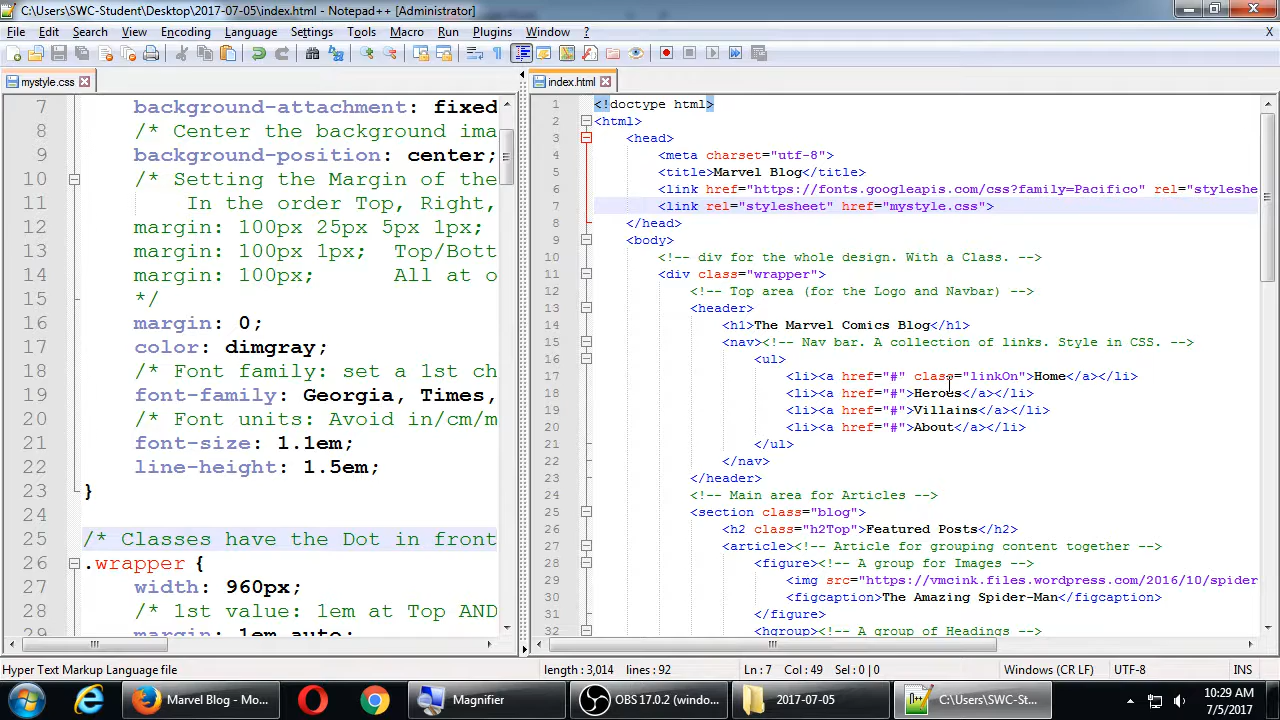 C:\Users\SWC-Student\Desktop\2017-07-05\index.html - Notepad++ [Administrator]
File Edit Search View Encoding Language Settings Tools Macro Run Plugins Window ? X
mystyle.css
7 background-attachment: fixed
8 /* Center the background ima
9 background-position: center;
10 /* Setting the Margin of the
11 In the order Top, Right,
12 margin: 100px 25px 5px 1px;
13 margin: 100px 1px; Top/Bott
14 margin: 100px; All at o
15 */
16 margin: 0;
17 color: dimgray;
18 /* Font family: set a 1st ch
19 font-family: Georgia, Times,
20 /* Font units: Avoid in/cm/m
21 font-size: 1.1em;
22 line-height: 1.5em;
23 }
24
25 /* Classes have the Dot in front
26 .wrapper {
27 width: 960px;
28 /* 1st value: 1em at Top AND
29 margin: 1em auto;
index.html
1 <!doctype html>
2 <html>
3 <head>
4 <meta charset="utf-8">
5 <title>Marvel Blog</title>
6 <link href="https://fonts.googleapis.com/css?family=Pacifico" rel="styleshe
7 <link rel="stylesheet" href="mystyle.css">
8 </head>
9 <body>
10 <!-- div for the whole design. With a Class. -->
11 <div class="wrapper">
12 <!-- Top area (for the Logo and Navbar) -->
13 <header>
14 <h1>The Marvel Comics Blog</h1>
15 <nav><!-- Nav bar. A collection of links. Style in CSS. -->
16 <ul>
17 <li><a href="#" class="linkOn">Home</a></li>
18 <li><a href="#">Heroes</a></li>
19 <li><a href="#">Villains</a></li>
20 <li><a href="#">About</a></li>
21 </ul>
22 </nav>
23 </header>
24 <!-- Main area for Articles -->
25 <section class="blog">
26 <h2 class="h2Top">Featured Posts</h2>
27 <article><!-- Article for grouping content together -->
28 <figure><!-- A group for Images -->
29 <img src="https://vmcink.files.wordpress.com/2016/10/spider
30 <figcaption>The Amazing Spider-Man</figcaption>
31 </figure>
32 <hgroup><!-- A group of Headings -->
Hyper Text Markup Language file length : 3,014 lines : 92 Ln : 7 Col : 49 Sel : 0 | 0 Windows (CR LF) UTF-8 INS
Marvel Blog - Mo... Magnifier OBS 17.0.2 (windo... 2017-07-05 C:\Users\SWC-St... 10:29 AM
7/5/2017